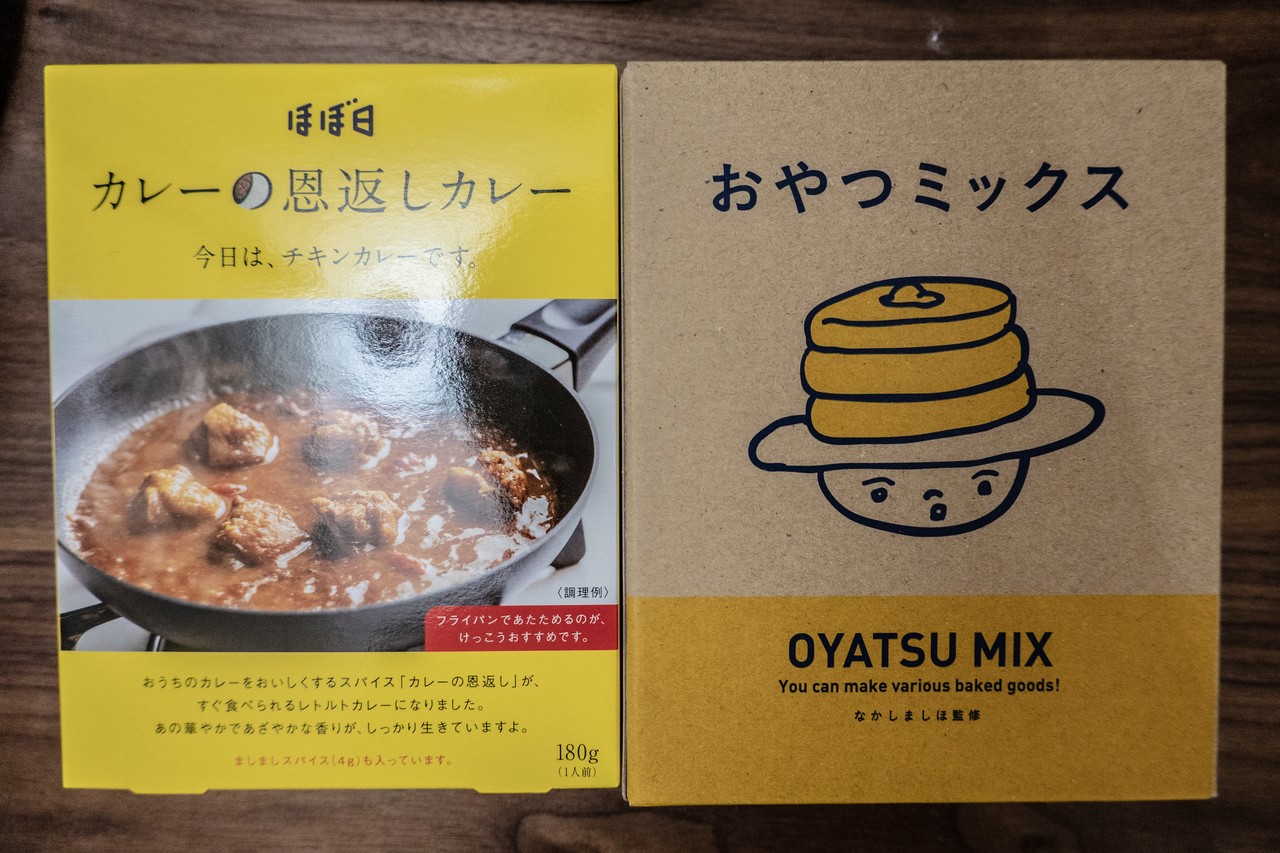 ほぼ日
カレーの恩返しカレー
今日は、チキンカレーです。
〈調理例〉
フライパンであたためるのが、
けっこうおすすめです。
おうちのカレーをおいしくするスパイス「カレーの恩返し」が、
すぐ食べられるレトルトカレーになりました。
あの華やかであざやかな香りが、しっかり生きていますよ。
ましましスパイス(4g)も入っています。
180g
(1人前)
おやつミックス
OYATSU MIX
You can make various baked goods!
なかしましほ監修